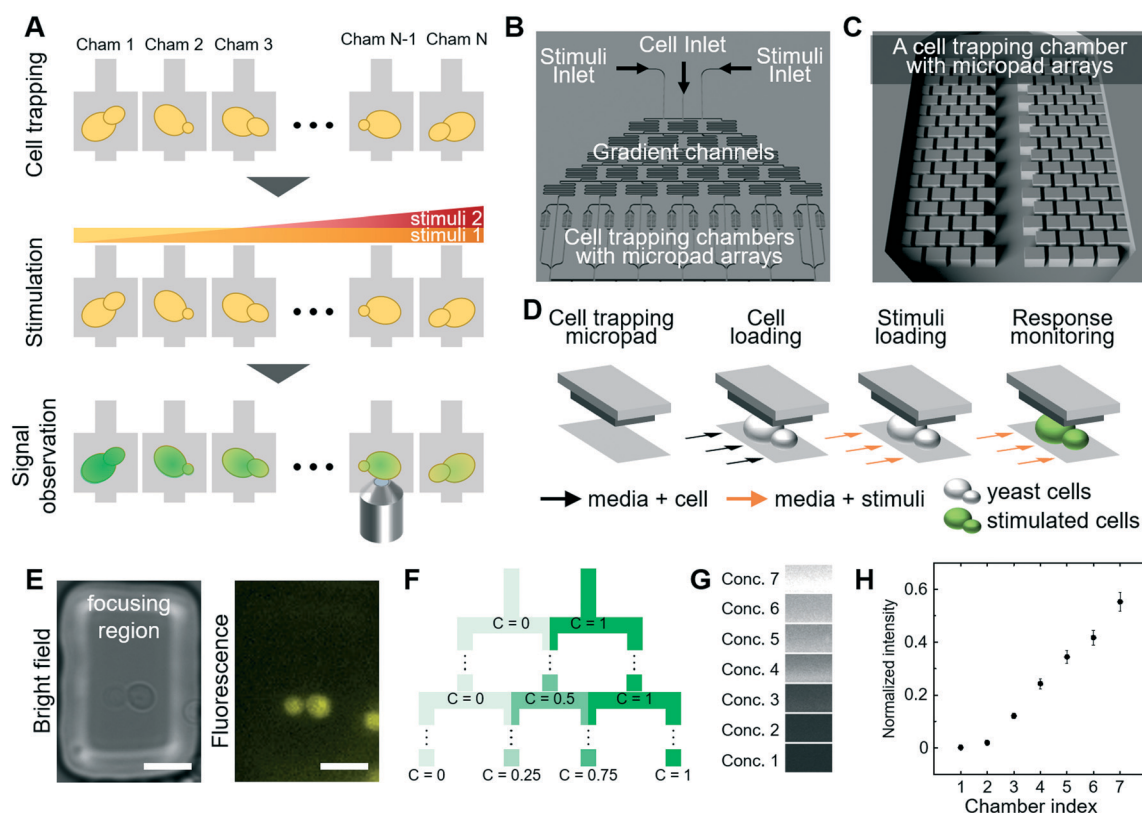 A
Cham 1 Cham 2 Cham 3 Cham N-1 Cham N
Cell trapping
stimuli 2
stimuli 1
Stimulation
Signal
observation
B
Cell Inlet
Stimuli
Inlet
Stimuli
Inlet
Gradient channels
Cell trapping chambers
with micropad arrays
C
A cell trapping chamber
with micropad arrays
D
Cell trapping
micropad
Cell
loading
Stimuli
loading
Response
monitoring
media + cell
media + stimuli
yeast cells
stimulated cells
E
Bright field
focusing
region
Fluorescence
F
C = 0 C = 1
C = 0 C = 0.5 C = 1
C = 0 C = 0.25 C = 0.75 C = 1
G
Conc. 7
Conc. 6
Conc. 5
Conc. 4
Conc. 3
Conc. 2
Conc. 1
H
Normalized intensity
0.6
0.4
0.2
0
1 2 3 4 5 6 7
Chamber index